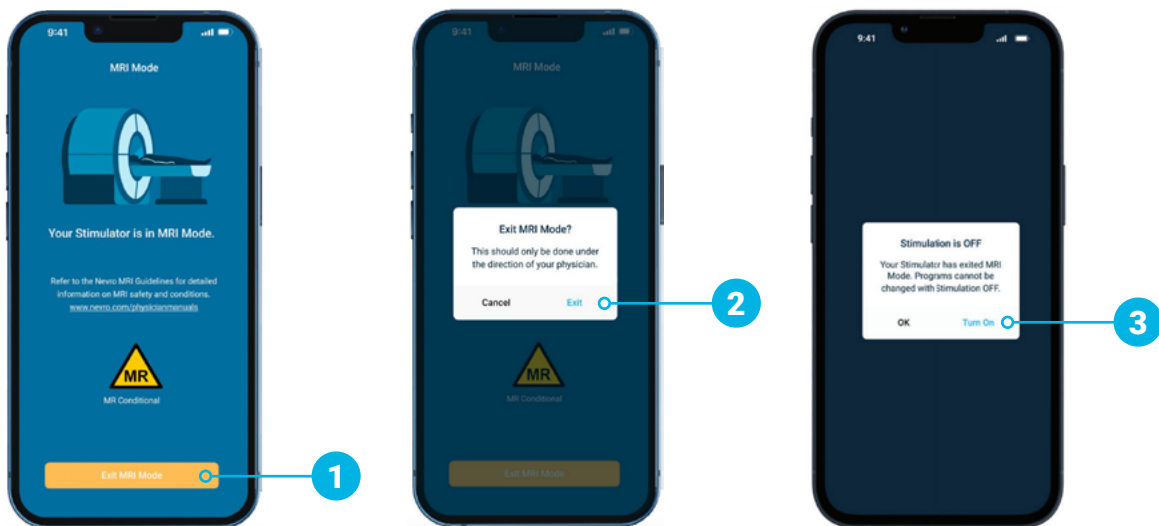 9:41
MRI Mode
Your Stimulator is in MRI Mode.
Refer to the Nevro MRI Guidelines for detailed
information on MRI safety and conditions.
www.nevro.com/physicianmanuals
MR
MR Conditional
Exit MRI Mode
1
9:41
MRI Mode
Exit MRI Mode?
This should only be done under
the direction of your physician.
Cancel
Exit
2
MR
MR Conditional
Exit MRI Mode
9:41
Stimulation is OFF
Your Stimulator has exited MRI
Mode. Programs cannot be
changed with Stimulation OFF.
OK
Turn On
3